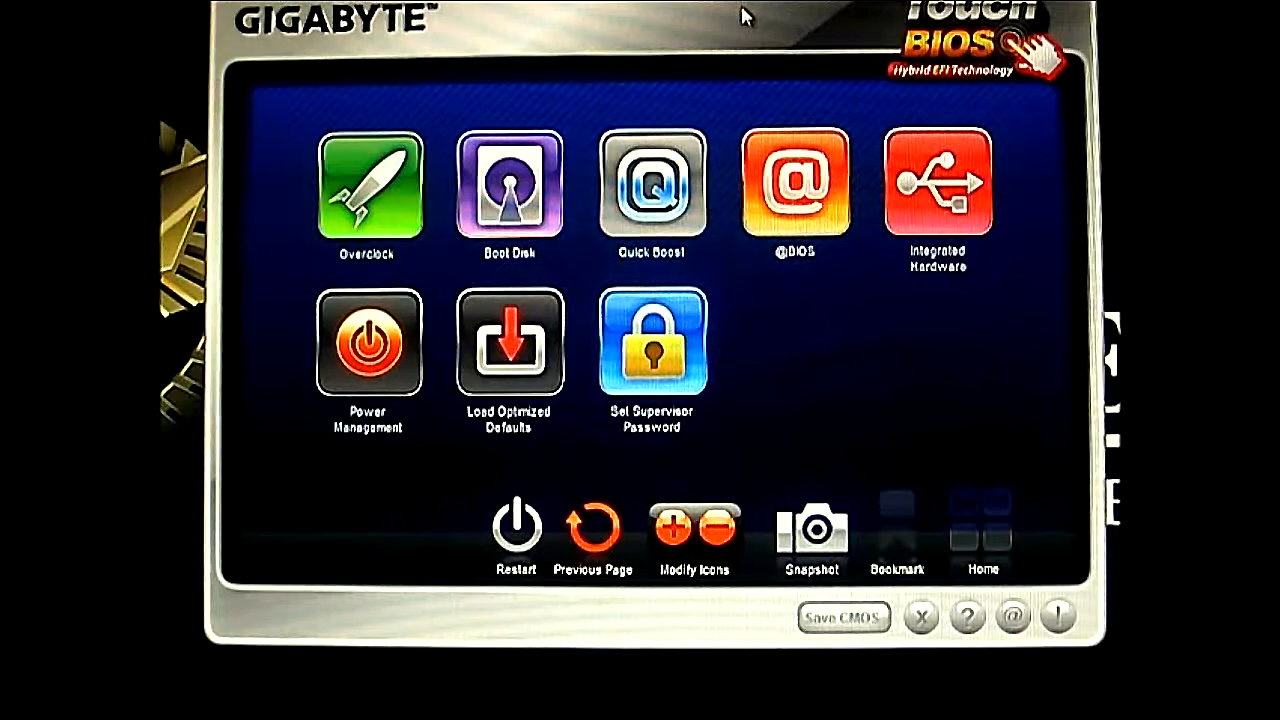 GIGABYTE™
Touch
BIOS
Hybrid EFI Technology
Overclock
Boot Disk
Quick Boost
@BIOS
Integrated
Hardware
Power
Management
Load Optimized
Defaults
Set Supervisor
Password
Restart
Previous Page
Modify Icons
Snapshot
Bookmark
Home
Save CMOS
X
?
@
!